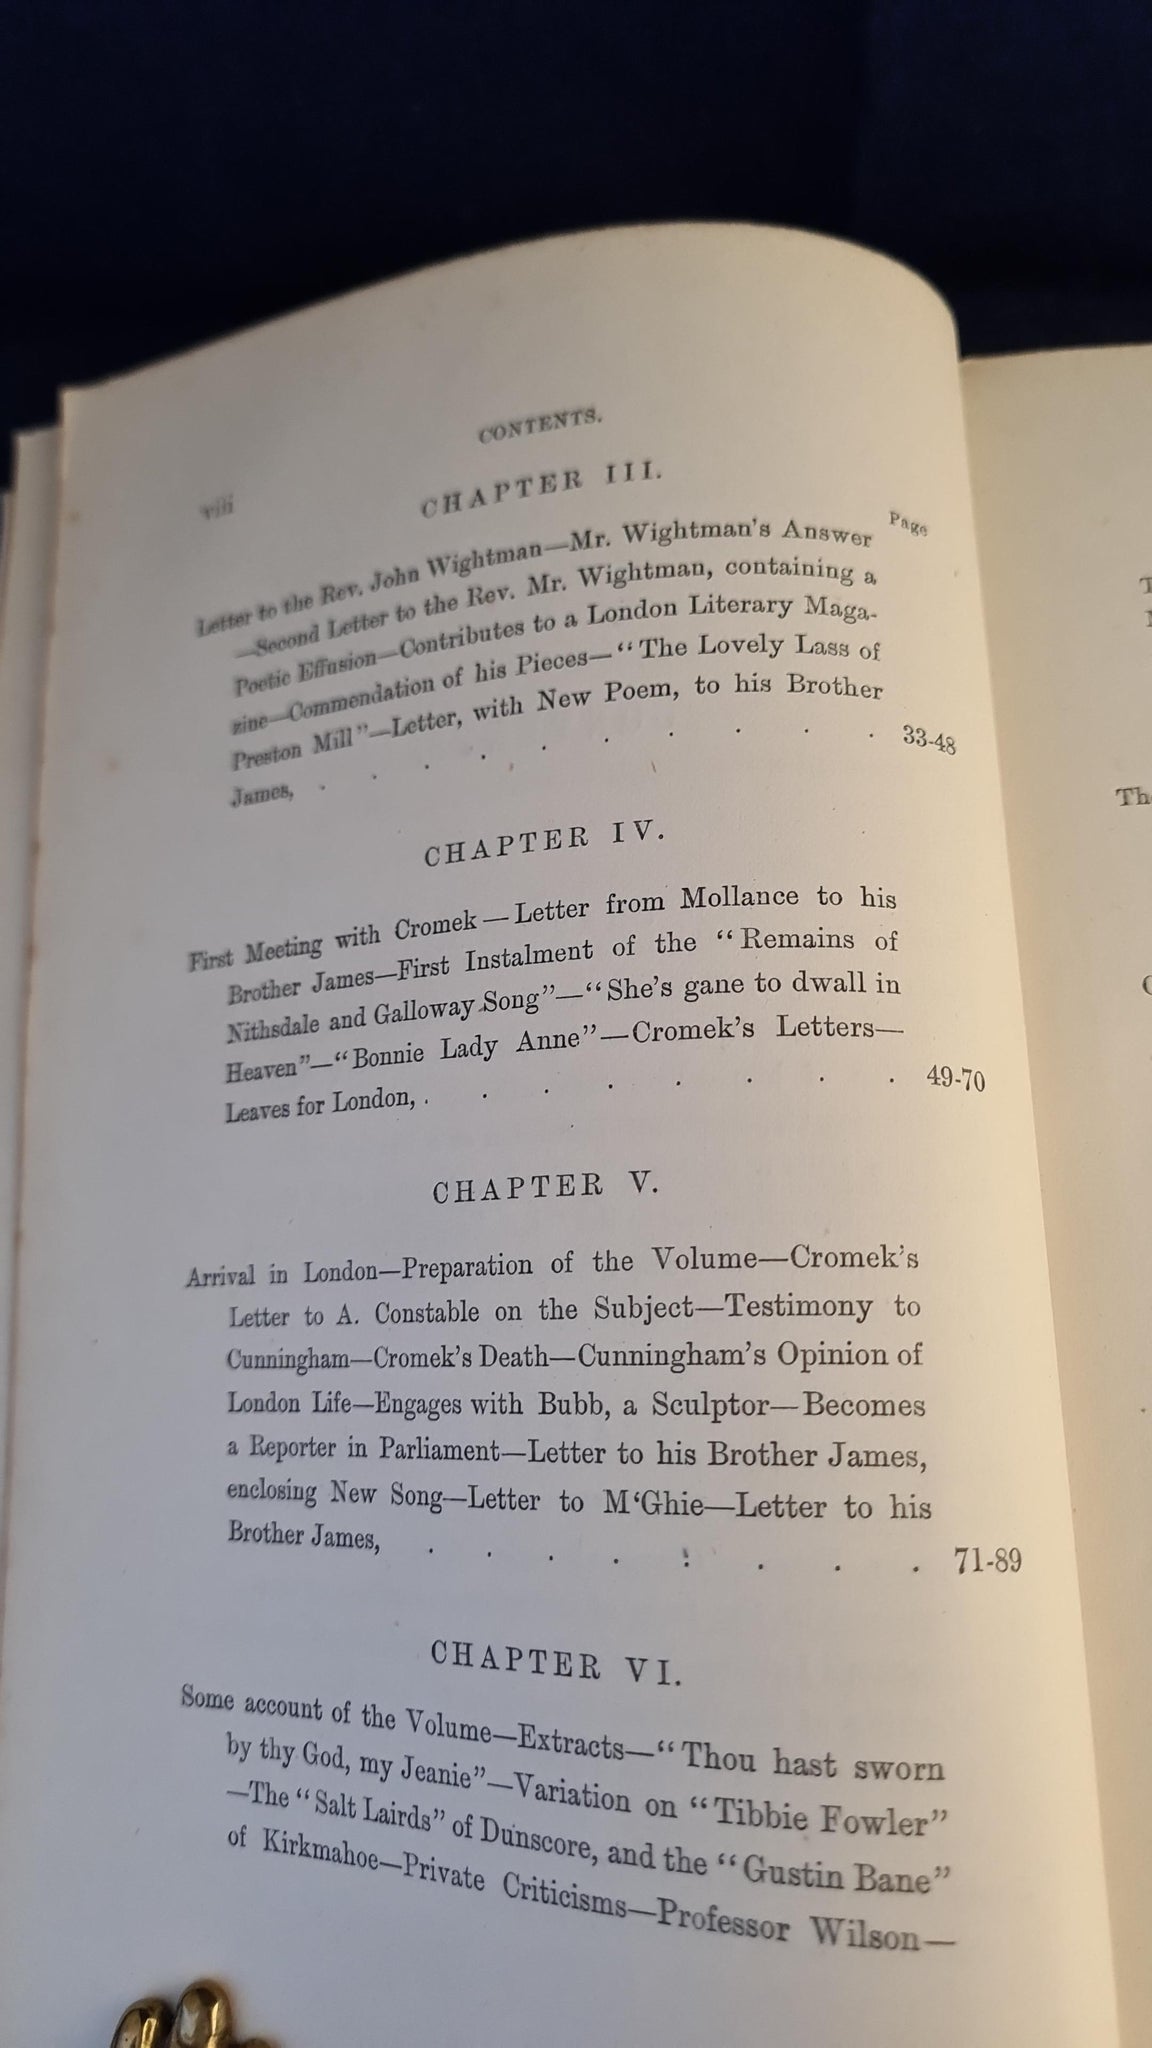 CONTENTS.
viii
CHAPTER III.
Page
Letter to the Rev. John Wightman—Mr. Wightman's Answer
—Second Letter to the Rev. Mr. Wightman, containing a
Poetic Effusion—Contributes to a London Literary Maga-
zine—Commendation of his Pieces—"The Lovely Lass of
Preston Mill"—Letter, with New Poem, to his Brother
James, . . . . . . . . . 33-48
CHAPTER IV.
First Meeting with Cromek—Letter from Mollance to his
Brother James—First Instalment of the "Remains of
Nithsdale and Galloway Song"—"She's gane to dwall in
Heaven"—"Bonnie Lady Anne"—Cromek's Letters—
Leaves for London, . . . . . . . . 49-70
CHAPTER V.
Arrival in London—Preparation of the Volume—Cromek's
Letter to A. Constable on the Subject—Testimony to
Cunningham—Cromek's Death—Cunningham's Opinion of
London Life—Engages with Bubb, a Sculptor—Becomes
a Reporter in Parliament—Letter to his Brother James,
enclosing New Song—Letter to M'Ghie—Letter to his
Brother James, . . . . . . . . 71-89
CHAPTER VI.
Some account of the Volume—Extracts—"Thou hast sworn
by thy God, my Jeanie"—Variation on "Tibbie Fowler"
—The "Salt Lairds" of Dunscore, and the "Gustin Bane"
of Kirkmahoe—Private Criticisms—Professor Wilson—